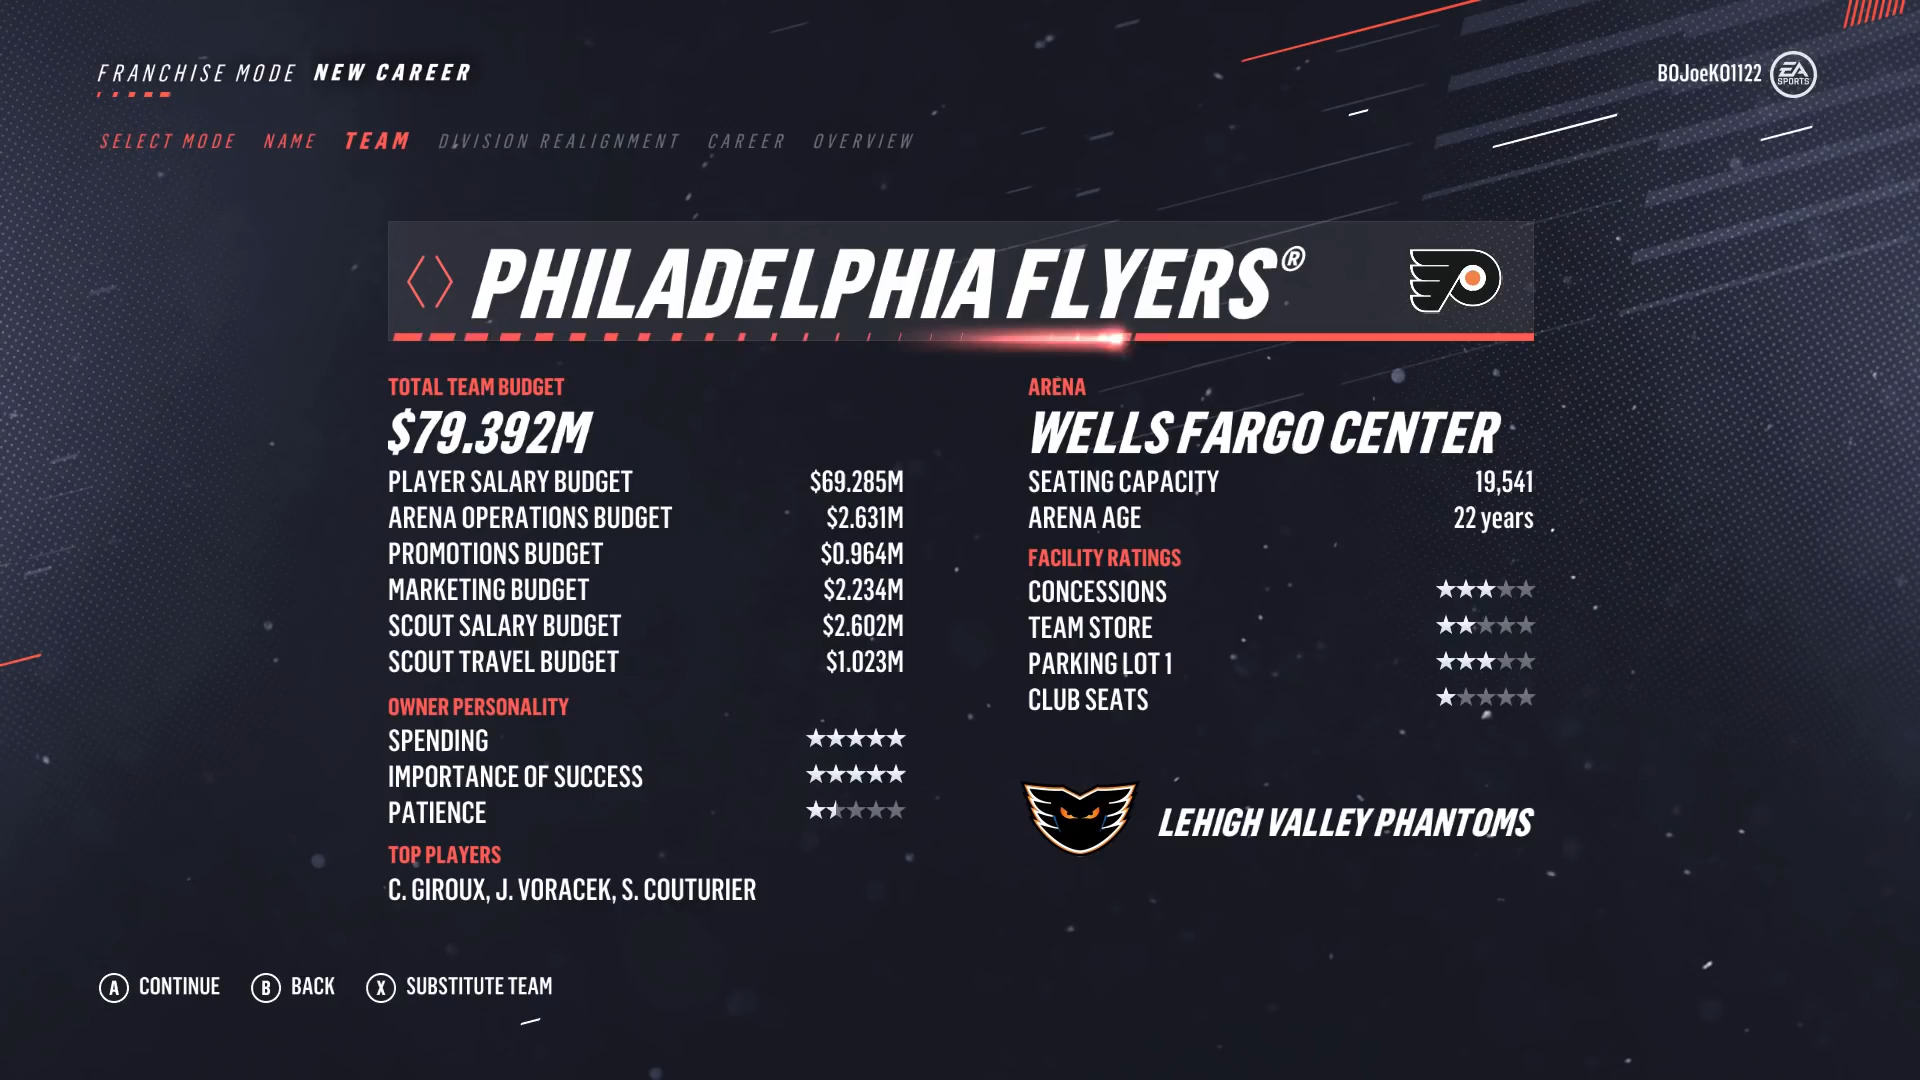 FRANCHISE MODE NEW CAREER
BOJoeKO1122
EA SPORTS
SELECT MODE NAME TEAM DIVISION REALIGNMENT CAREER OVERVIEW
PHILADELPHIA FLYERS®
TOTAL TEAM BUDGET
$79.392M
PLAYER SALARY BUDGET $69.285M
ARENA OPERATIONS BUDGET $2.631M
PROMOTIONS BUDGET $0.964M
MARKETING BUDGET $2.234M
SCOUT SALARY BUDGET $2.602M
SCOUT TRAVEL BUDGET $1.023M
OWNER PERSONALITY
SPENDING
IMPORTANCE OF SUCCESS
PATIENCE
TOP PLAYERS
C. GIROUX, J. VORACEK, S. COUTURIER
ARENA
WELLS FARGO CENTER
SEATING CAPACITY 19,541
ARENA AGE 22 years
FACILITY RATINGS
CONCESSIONS
TEAM STORE
PARKING LOT 1
CLUB SEATS
LEHIGH VALLEY PHANTOMS
A CONTINUE B BACK X SUBSTITUTE TEAM